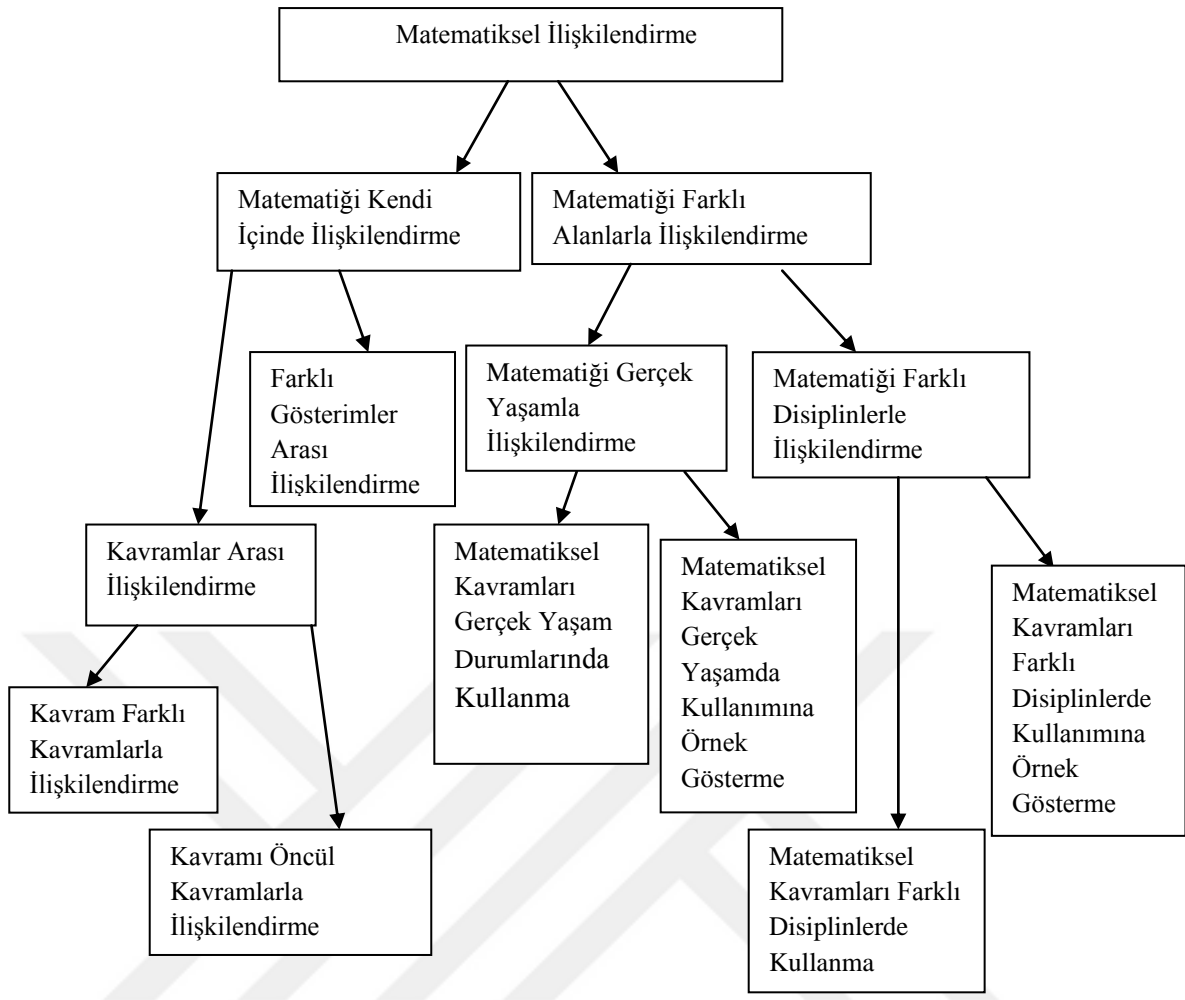 Matematiksel İlişkilendirme
Matematiği Kendi
İçinde İlişkilendirme
Matematiği Farklı
Alanlarla İlişkilendirme
Farklı
Gösterimler
Arası
İlişkilendirme
Matematiği Gerçek
Yaşamla
İlişkilendirme
Matematiği Farklı
Disiplinlerle
İlişkilendirme
Kavramlar Arası
İlişkilendirme
Matematiksel
Kavramları
Gerçek Yaşam
Durumlarında
Kullanma
Matematiksel
Kavramları
Gerçek
Yaşamda
Kullanımına
Örnek
Gösterme
Matematiksel
Kavramları
Farklı
Disiplinlerde
Kullanımına
Örnek
Gösterme
Kavram Farklı
Kavramlarla
İlişkilendirme
Kavramı Öncül
Kavramlarla
İlişkilendirme
Matematiksel
Kavramları Farklı
Disiplinlerde
Kullanma